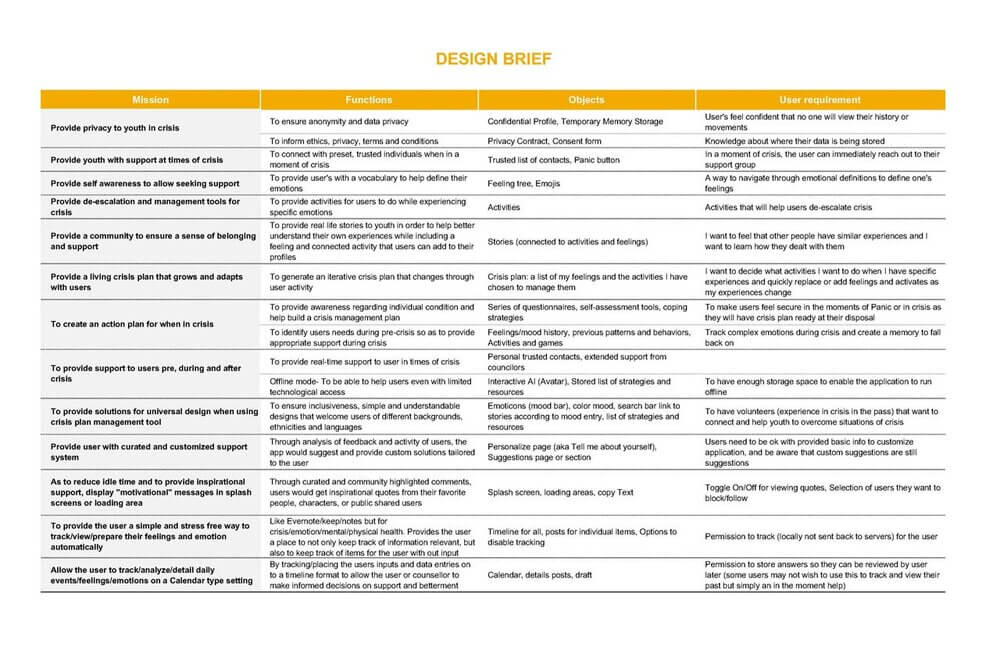 DESIGN BRIEF
Mission
Functions
Objects
User requirement
Provide privacy to youth in crisis
To ensure anonymity and data privacy
Confidential Profile, Temporary Memory Storage
User's feel confident that no one will view their history or
movements
To inform ethics, privacy, terms and conditions
Privacy Contract, Consent form
Knowledge about where their data is being stored
Provide youth with support at times of crisis
To connect with preset, trusted individuals when in a
moment of crisis
Trusted list of contacts, Panic button
In a moment of crisis, the user can immediately reach out to their
support group
Provide self awareness to allow seeking support
To provide user's with a vocabulary to help define their
emotions
Feeling tree, Emojis
A way to navigate through emotional definitions to define one's
feelings
Provide de-escalation and management tools for
crisis
To provide activities for users to do while experiencing
specific emotions
Activities
Activities that will help users de-escalate crisis
Provide a community to ensure a sense of belonging
and support
To provide real life stories to youth in order to help better
understand their own experiences while including a
feeling and connected activity that users can add to their
profiles
Stories (connected to activities and feelings)
I want to feel that other people have similar experiences and I
want to learn how they dealt with them
Provide a living crisis plan that grows and adapts
with users
To generate an iterative crisis plan that changes through
user activity
Crisis plan: a list of my feelings and the activities I have
chosen to manage them
I want to decide what activities I want to do when I have specific
experiences and quickly replace or add feelings and activates as
my experiences change
To create an action plan for when in crisis
To provide awareness regarding individual condition and
help build a crisis management plan
Series of questionnaires, self-assessment tools, coping
strategies
To make users feel secure in the moments of Panic or in crisis as
they will have crisis plan ready at their disposal
To identify users needs during pre-crisis so as to provide
appropriate support during crisis
Feelings/mood history, previous patterns and behaviors,
Activities and games
Track complex emotions during crisis and create a memory to fall
back on
To provide support to users pre, during and after
crisis
To provide real-time support to user in times of crisis
Personal trusted contacts, extended support from
councilors
Offline mode- To be able to help users even with limited
technological access
Interactive AI (Avatar), Stored list of strategies and
resources
To have enough storage space to enable the application to run
offline
To provide solutions for universal design when using
crisis plan management tool
To ensure inclusiveness, simple and understandable
designs that welcome users of different backgrounds,
ethnicities and languages
Emoticons (mood bar), color mood, search bar link to
stories according to mood entry, list of strategies and
resources
To have volunteers (experience in crisis in the pass) that want to
connect and help youth to overcome situations of crisis
Provide user with curated and customized support
system
Through analysis of feedback and activity of users, the
app would suggest and provide custom solutions tailored
to the user
Personalize page (aka Tell me about yourself),
Suggestions page or section
Users need to be ok with provided basic info to customize
application, and be aware that custom suggestions are still
suggestions
As to reduce idle time and to provide inspirational
support, display "motivational" messages in splash
screens or loading area
Through curated and community highlighted comments,
users would get inspirational quotes from their favorite
people, characters, or public shared users
Splash screen, loading areas, copy Text
Toggle On/Off for viewing quotes, Selection of users they want to
block/follow
To provide the user a simple and stress free way to
track/view/prepare their feelings and emotion
automatically
Like Evernote/keep/notes but for
crisis/emotion/mental/physical health. Provides the user
a place to not only keep track of information relevant, but
also to keep track of items for the user with out input
Timeline for all, posts for individual items, Options to
disable tracking
Permission to track (locally not sent back to servers) for the user
Allow the user to track/analyze/detail daily
events/feelings/emotions on a Calendar type setting
By tracking/placing the users inputs and data entries on
to a timeline format to allow the user or counsellor to
make informed decisions on support and betterment
Calendar, details posts, draft
Permission to store answers so they can be reviewed by user
later (some users may not wish to use this to track and view their
past but simply an in the moment help)